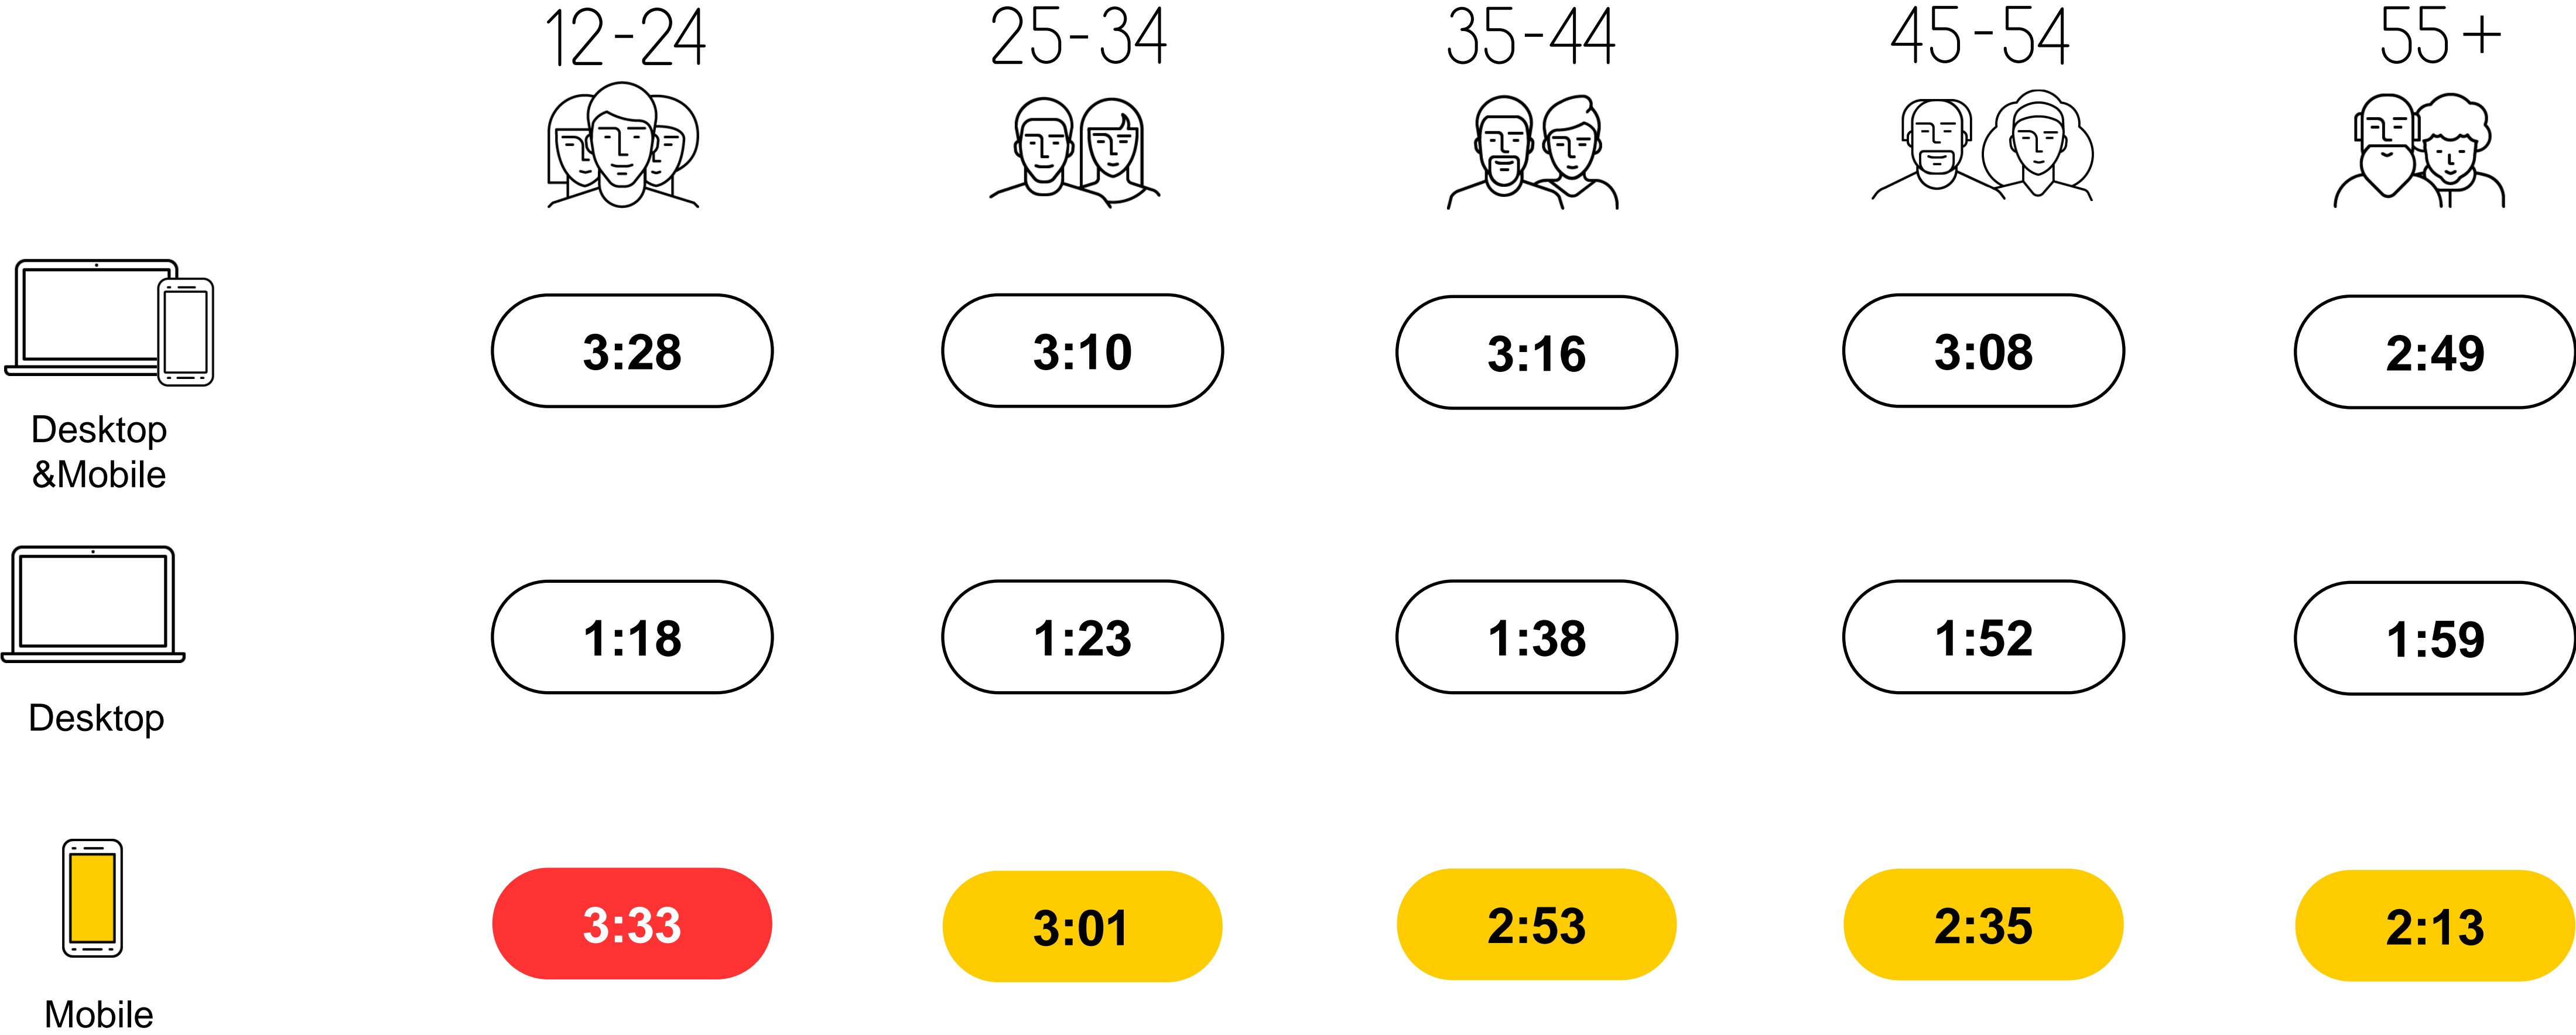 12-24 25-34 35-44 45-54 55+
3:28 3:10 3:16 3:08 2:49
Desktop
&Mobile
1:18 1:23 1:38 1:52 1:59
Desktop
3:33 3:01 2:53 2:35 2:13
Mobile